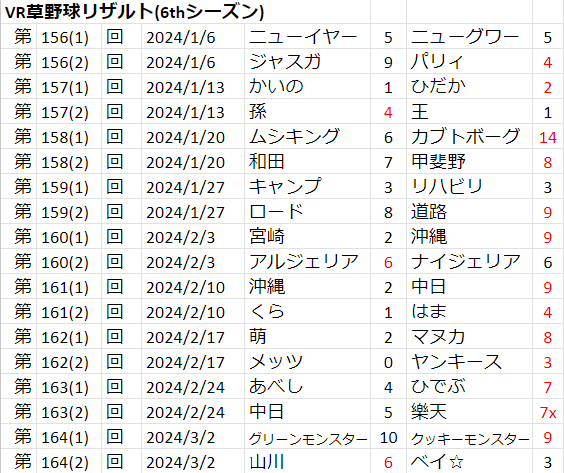 VR草野球リザルト(6thシーズン)
第 156(1) 回 2024/1/6 ニューイヤー 5 ニューグワー 5
第 156(2) 回 2024/1/6 ジャスガ 9 パリィ 4
第 157(1) 回 2024/1/13 かいの 1 ひだか 2
第 157(2) 回 2024/1/13 孫 4 王 1
第 158(1) 回 2024/1/20 ムシキング 6 カブトボーグ 14
第 158(2) 回 2024/1/20 和田 7 甲斐野 8
第 159(1) 回 2024/1/27 キャンプ 3 リハビリ 3
第 159(2) 回 2024/1/27 ロード 8 道路 9
第 160(1) 回 2024/2/3 宮崎 2 沖縄 9
第 160(2) 回 2024/2/3 アルジェリア 6 ナイジェリア 6
第 161(1) 回 2024/2/10 沖縄 2 中日 9
第 161(2) 回 2024/2/10 くら 1 はま 4
第 162(1) 回 2024/2/17 萌 2 マヌカ 8
第 162(2) 回 2024/2/17 メッツ 0 ヤンキース 3
第 163(1) 回 2024/2/24 あべし 4 ひでぶ 7
第 163(2) 回 2024/2/24 中日 5 樂天 7x
第 164(1) 回 2024/3/2 グリーンモンスター 10 クッキーモンスター 9
第 164(2) 回 2024/3/2 山川 6 ベイ☆ 3